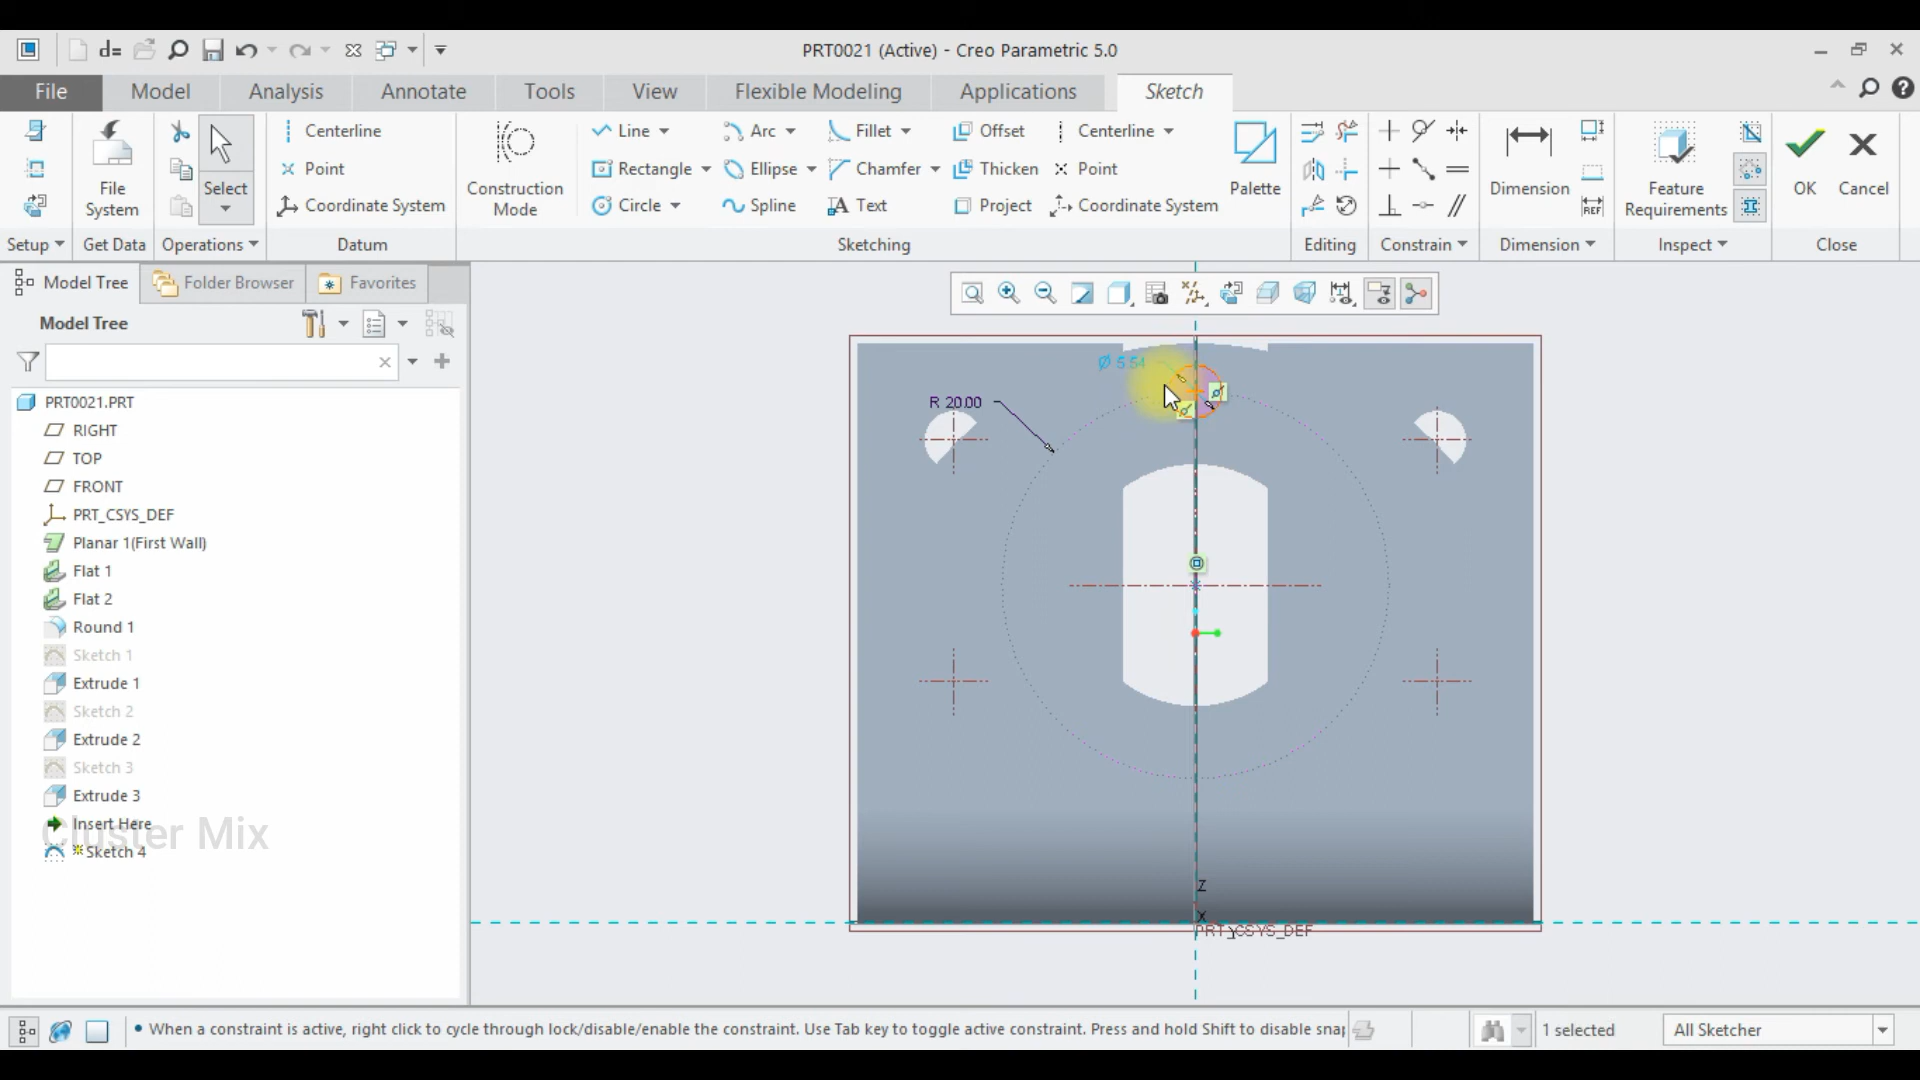 d=
PRT0021 (Active) - Creo Parametric 5.0
File Model Analysis Annotate Tools View Flexible Modeling Applications Sketch
Centerline Line Arc Fillet Offset Centerline
Point Rectangle Ellipse Chamfer Thicken Point
File System Select Construction Mode Palette Dimension Feature Requirements OK Cancel
Coordinate System Circle Spline Text Project Coordinate System REF
Setup Get Data Operations Datum Sketching Editing Constrain Dimension Inspect Close
Model Tree Folder Browser Favorites
Model Tree
PRT0021.PRT
RIGHT
TOP
FRONT
PRT_CSYS_DEF
Planar 1(First Wall)
Flat 1
Flat 2
Round 1
Sketch 1
Extrude 1
Sketch 2
Extrude 2
Sketch 3
Extrude 3
Insert Here
Cluster Mix
Sketch 4
Ø 5.54
R 20.00
Z
X
Y
PRT_CSYS_DEF
• When a constraint is active, right click to cycle through lock/disable/enable the constraint. Use Tab key to toggle active constraint. Press and hold Shift to disable snap
1 selected
All Sketcher